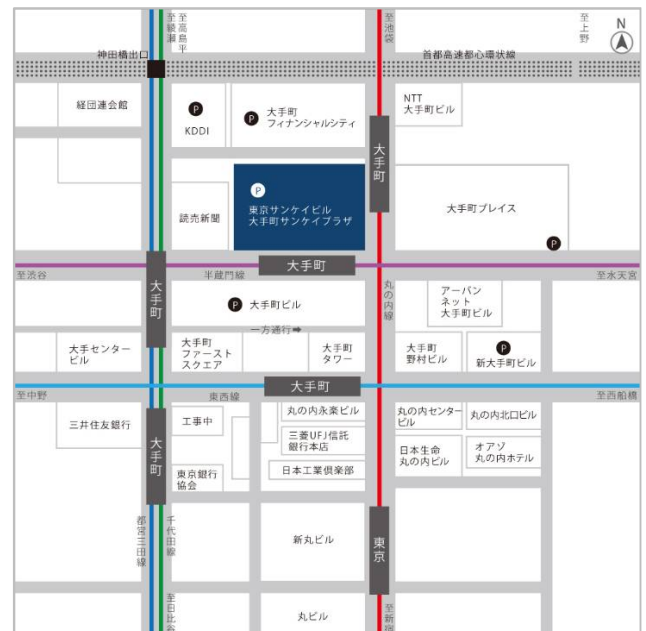 至綾瀬
至高島平
至池袋
至上野
N
神田橋出口
首都高速都心環状線
経団連会館
P
KDDI
P
大手町
フィナンシャルシティ
NTT
大手町ビル
大手町
読売新聞
P
東京サンケイビル
大手町サンケイプラザ
大手町プレイス
P
至渋谷
半蔵門線
大手町
至水天宮
大手町
丸の内線
P
大手町ビル
アーバン
ネット
大手町ビル
一方通行➡
大手センター
ビル
大手町
ファースト
スクエア
大手町
タワー
大手町
野村ビル
P
新大手町ビル
大手町
至中野
東西線
至西船橋
三井住友銀行
大手町
工事中
丸の内永楽ビル
三菱UFJ信託
銀行本店
日本工業倶楽部
東京銀行
協会
丸の内センター
ビル
丸の内北口ビル
日本生命
丸の内ビル
オアゾ
丸の内ホテル
都営三田線
千代田線
新丸ビル
東京
至日比谷
丸ビル
至新宿